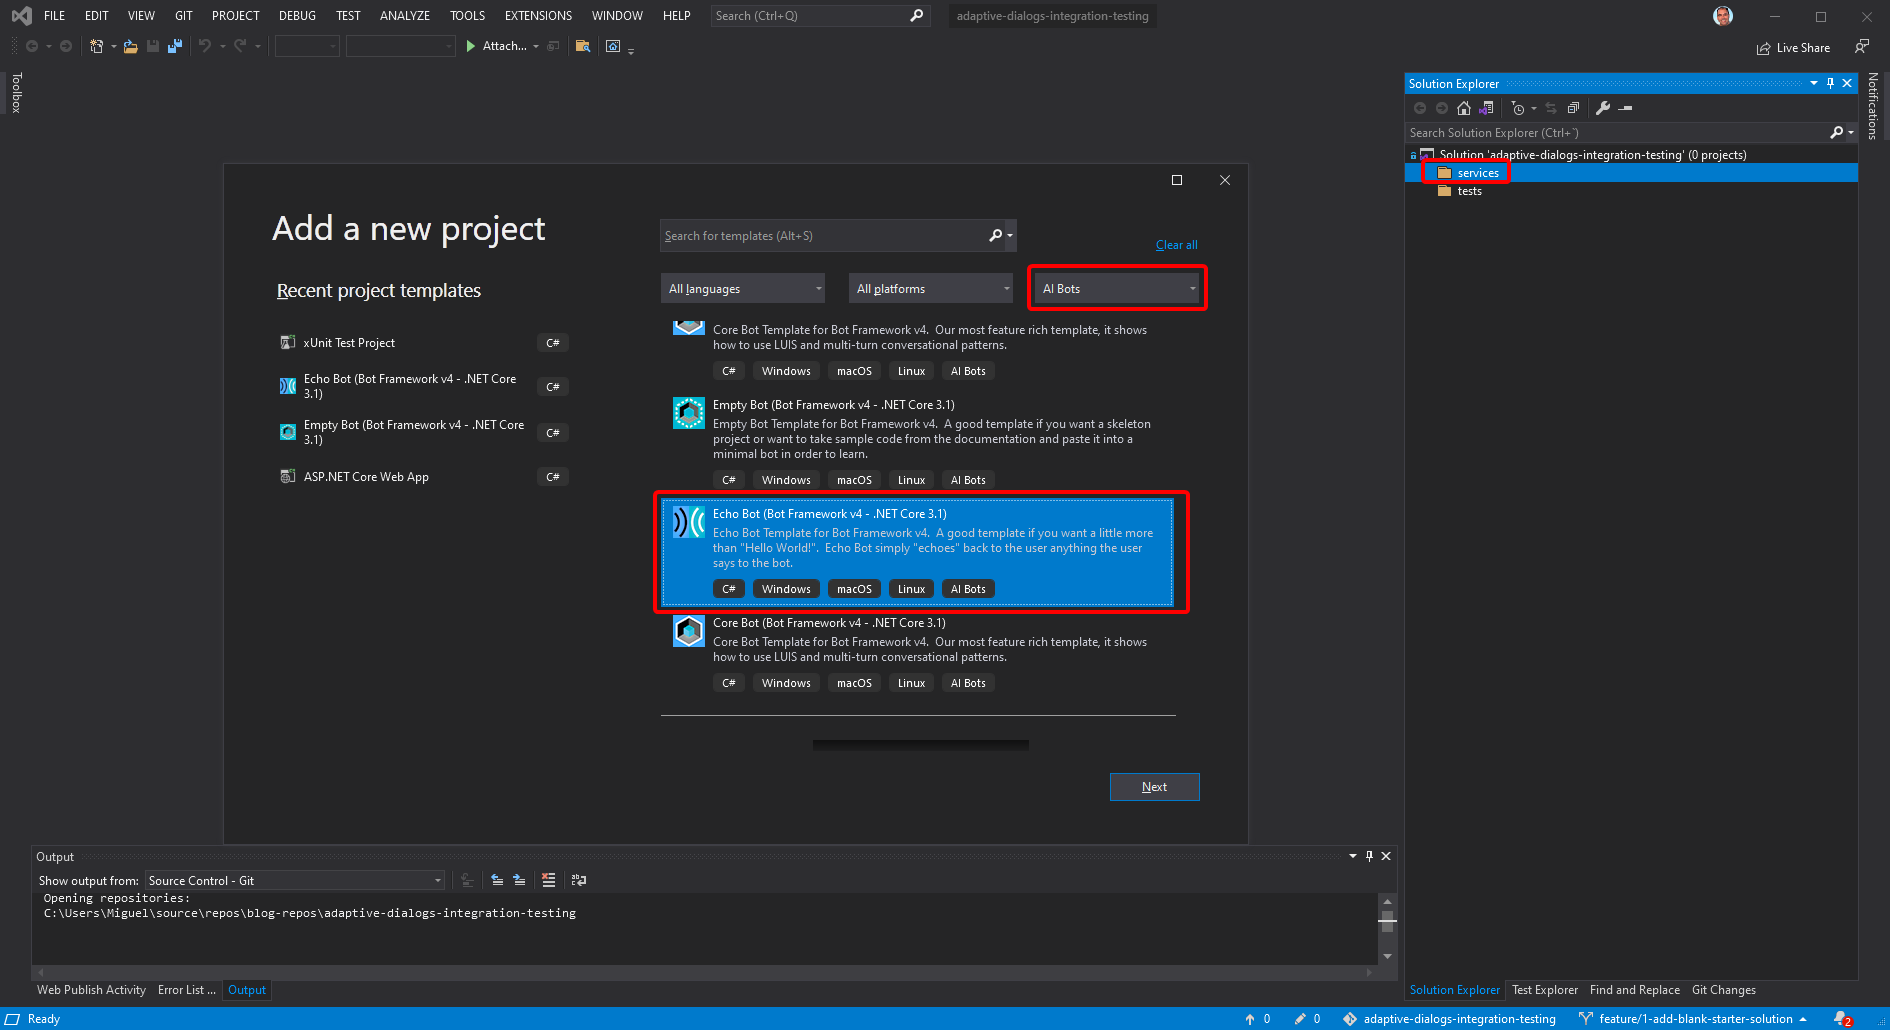 FILE EDIT VIEW GIT PROJECT DEBUG TEST ANALYZE TOOLS EXTENSIONS WINDOW HELP Search (Ctrl+Q) adaptive-dialogs-integration-testing
Attach...
Live Share
Toolbox
Notifications
Solution Explorer
Search Solution Explorer (Ctrl+¨)
Solution 'adaptive-dialogs-integration-testing' (0 projects)
services
tests
Add a new project
Search for templates (Alt+S)
Clear all
Recent project templates
All languages All platforms AI Bots
xUnit Test Project C#
Echo Bot (Bot Framework v4 - .NET Core
3.1)
C#
Empty Bot (Bot Framework v4 - .NET Core
3.1)
C#
ASP.NET Core Web App C#
Core Bot Template for Bot Framework v4. Our most feature rich template, it shows
how to use LUIS and multi-turn conversational patterns.
C# Windows macOS Linux AI Bots
Empty Bot (Bot Framework v4 - .NET Core 3.1)
Empty Bot Template for Bot Framework v4. A good template if you want a skeleton
project or want to take sample code from the documentation and paste it into a
minimal bot in order to learn.
C# Windows macOS Linux AI Bots
Echo Bot (Bot Framework v4 - .NET Core 3.1)
Echo Bot Template for Bot Framework v4. A good template if you want a little more
than "Hello World!". Echo Bot simply "echoes" back to the user anything the user
says to the bot.
C# Windows macOS Linux AI Bots
Core Bot (Bot Framework v4 - .NET Core 3.1)
Core Bot Template for Bot Framework v4. Our most feature rich template, it shows
how to use LUIS and multi-turn conversational patterns.
C# Windows macOS Linux AI Bots
Next
Output
Show output from: Source Control - Git
Opening repositories:
C:\Users\Miguel\source\repos\blog-repos\adaptive-dialogs-integration-testing
Web Publish Activity Error List ... Output
Solution Explorer Test Explorer Find and Replace Git Changes
Ready 0 0 adaptive-dialogs-integration-testing feature/1-add-blank-starter-solution 2